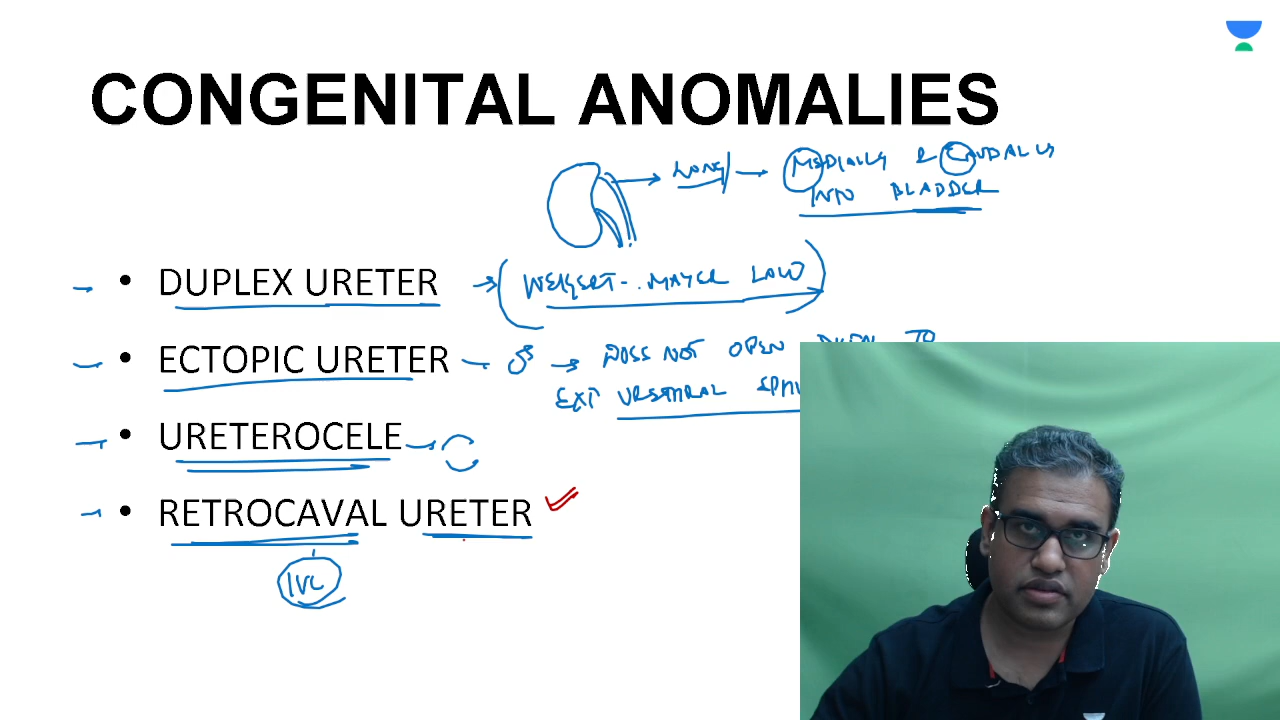 CONGENITAL ANOMALIES
LONG → MEDIALLY & CAUDALLY
INTO BLADDER
• DUPLEX URETER → (WEIGERT-MAYER LAW)
• ECTOPIC URETER - ♂ → DOES NOT OPEN TO
EXT URETHRAL
• URETEROCELE
• RETROCAVAL URETER ✓
IVC